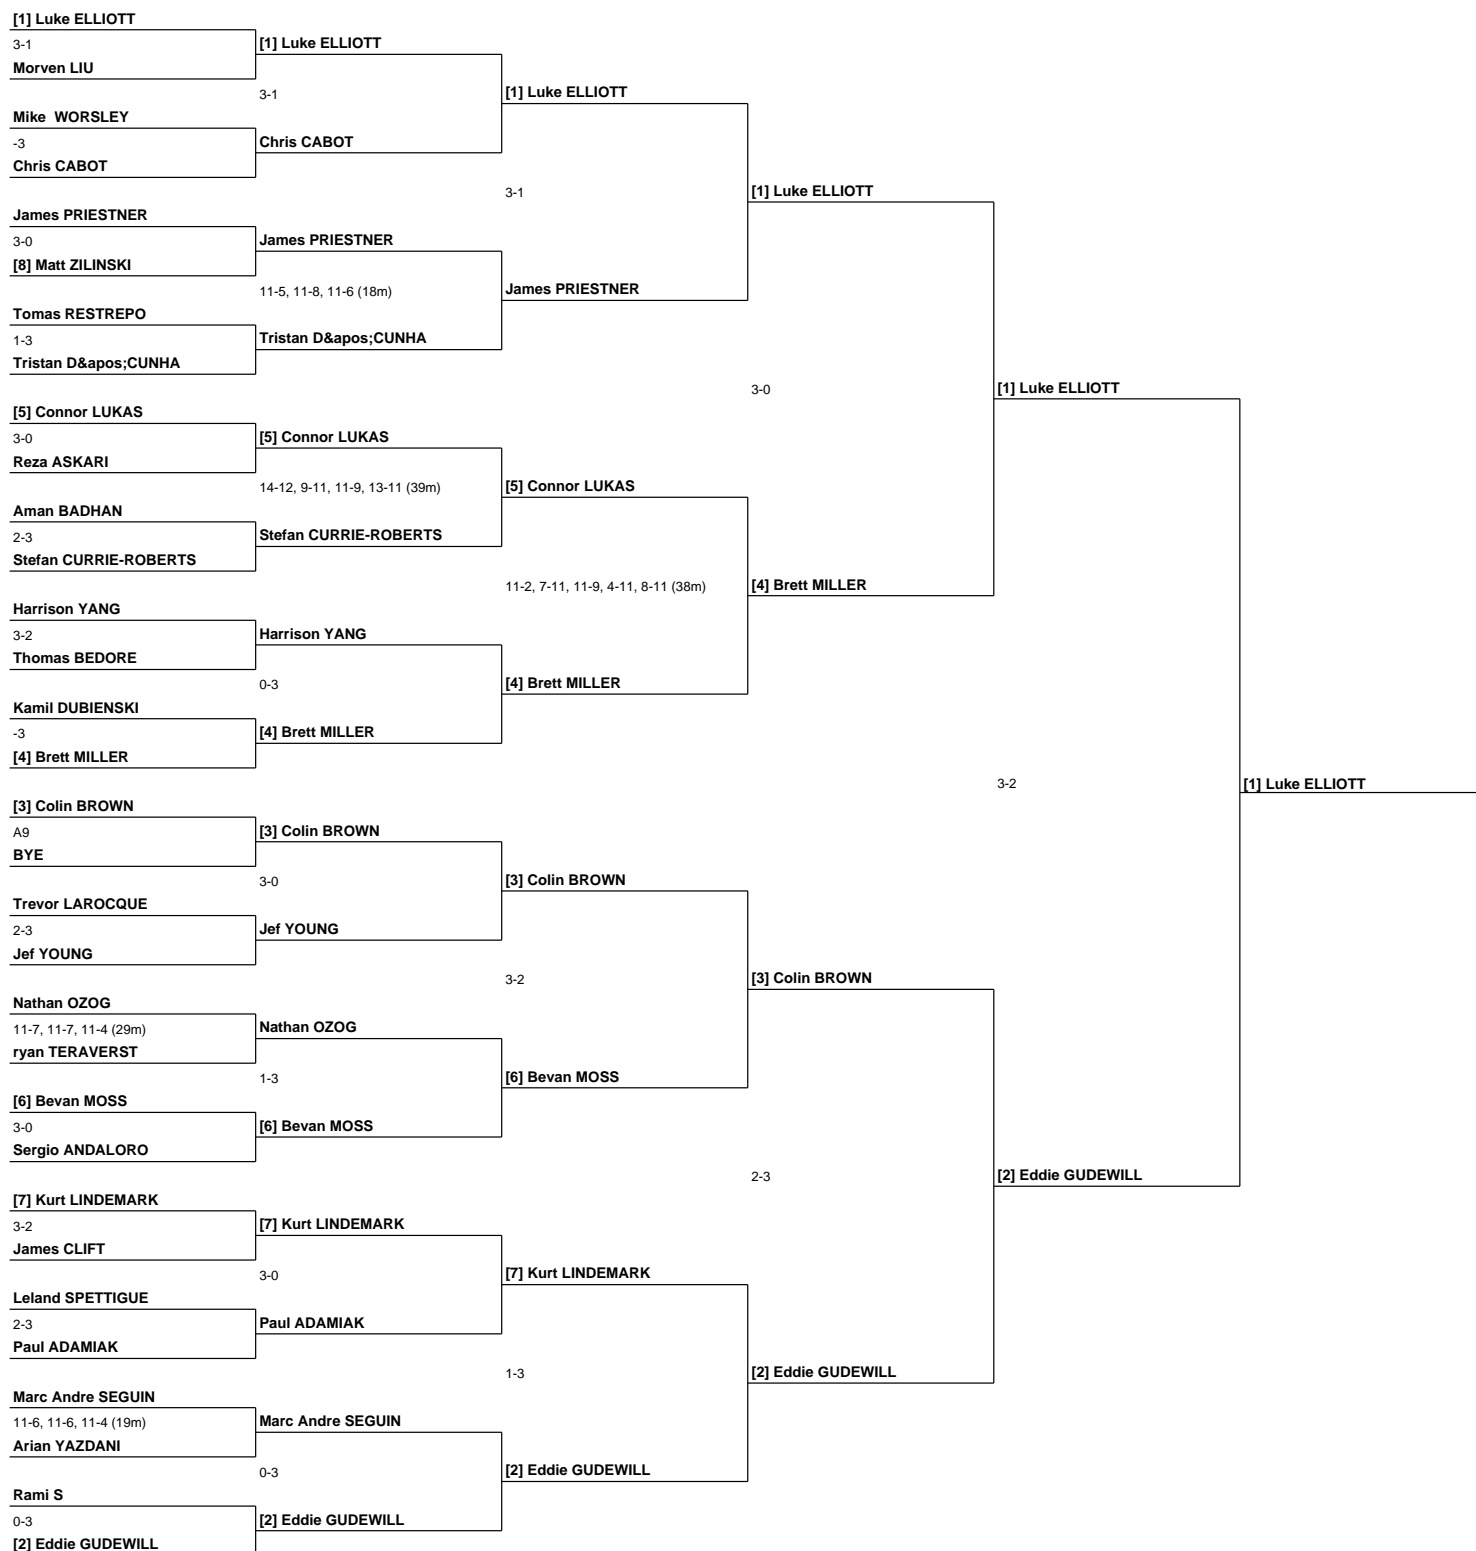 [1] Luke ELLIOTT
3-1
[1] Luke ELLIOTT
Morven LIU
3-1
[1] Luke ELLIOTT
Mike  WORSLEY
-3
Chris CABOT
Chris CABOT
3-1
[1] Luke ELLIOTT
James PRIESTNER
3-0
James PRIESTNER
[8] Matt ZILINSKI
11-5, 11-8, 11-6 (18m)
James PRIESTNER
Tomas RESTREPO
1-3
Tristan D&apos;CUNHA
Tristan D&apos;CUNHA
3-0
[1] Luke ELLIOTT
[5] Connor LUKAS
3-0
[5] Connor LUKAS
Reza ASKARI
14-12, 9-11, 11-9, 13-11 (39m)
[5] Connor LUKAS
Aman BADHAN
2-3
Stefan CURRIE-ROBERTS
Stefan CURRIE-ROBERTS
11-2, 7-11, 11-9, 4-11, 8-11 (38m)
[4] Brett MILLER
Harrison YANG
3-2
Harrison YANG
Thomas BEDORE
0-3
[4] Brett MILLER
Kamil DUBIENSKI
-3
[4] Brett MILLER
[4] Brett MILLER
3-2
[1] Luke ELLIOTT
[3] Colin BROWN
A9
[3] Colin BROWN
BYE
3-0
[3] Colin BROWN
Trevor LAROCQUE
2-3
Jef YOUNG
Jef YOUNG
3-2
[3] Colin BROWN
Nathan OZOG
11-7, 11-7, 11-4 (29m)
Nathan OZOG
ryan TERAVERST
1-3
[6] Bevan MOSS
[6] Bevan MOSS
3-0
[6] Bevan MOSS
Sergio ANDALORO
2-3
[2] Eddie GUDEWILL
[7] Kurt LINDEMARK
3-2
[7] Kurt LINDEMARK
James CLIFT
3-0
[7] Kurt LINDEMARK
Leland SPETTIGUE
2-3
Paul ADAMIAK
Paul ADAMIAK
1-3
[2] Eddie GUDEWILL
Marc Andre SEGUIN
11-6, 11-6, 11-4 (19m)
Marc Andre SEGUIN
Arian YAZDANI
0-3
[2] Eddie GUDEWILL
Rami S
0-3
[2] Eddie GUDEWILL
[2] Eddie GUDEWILL